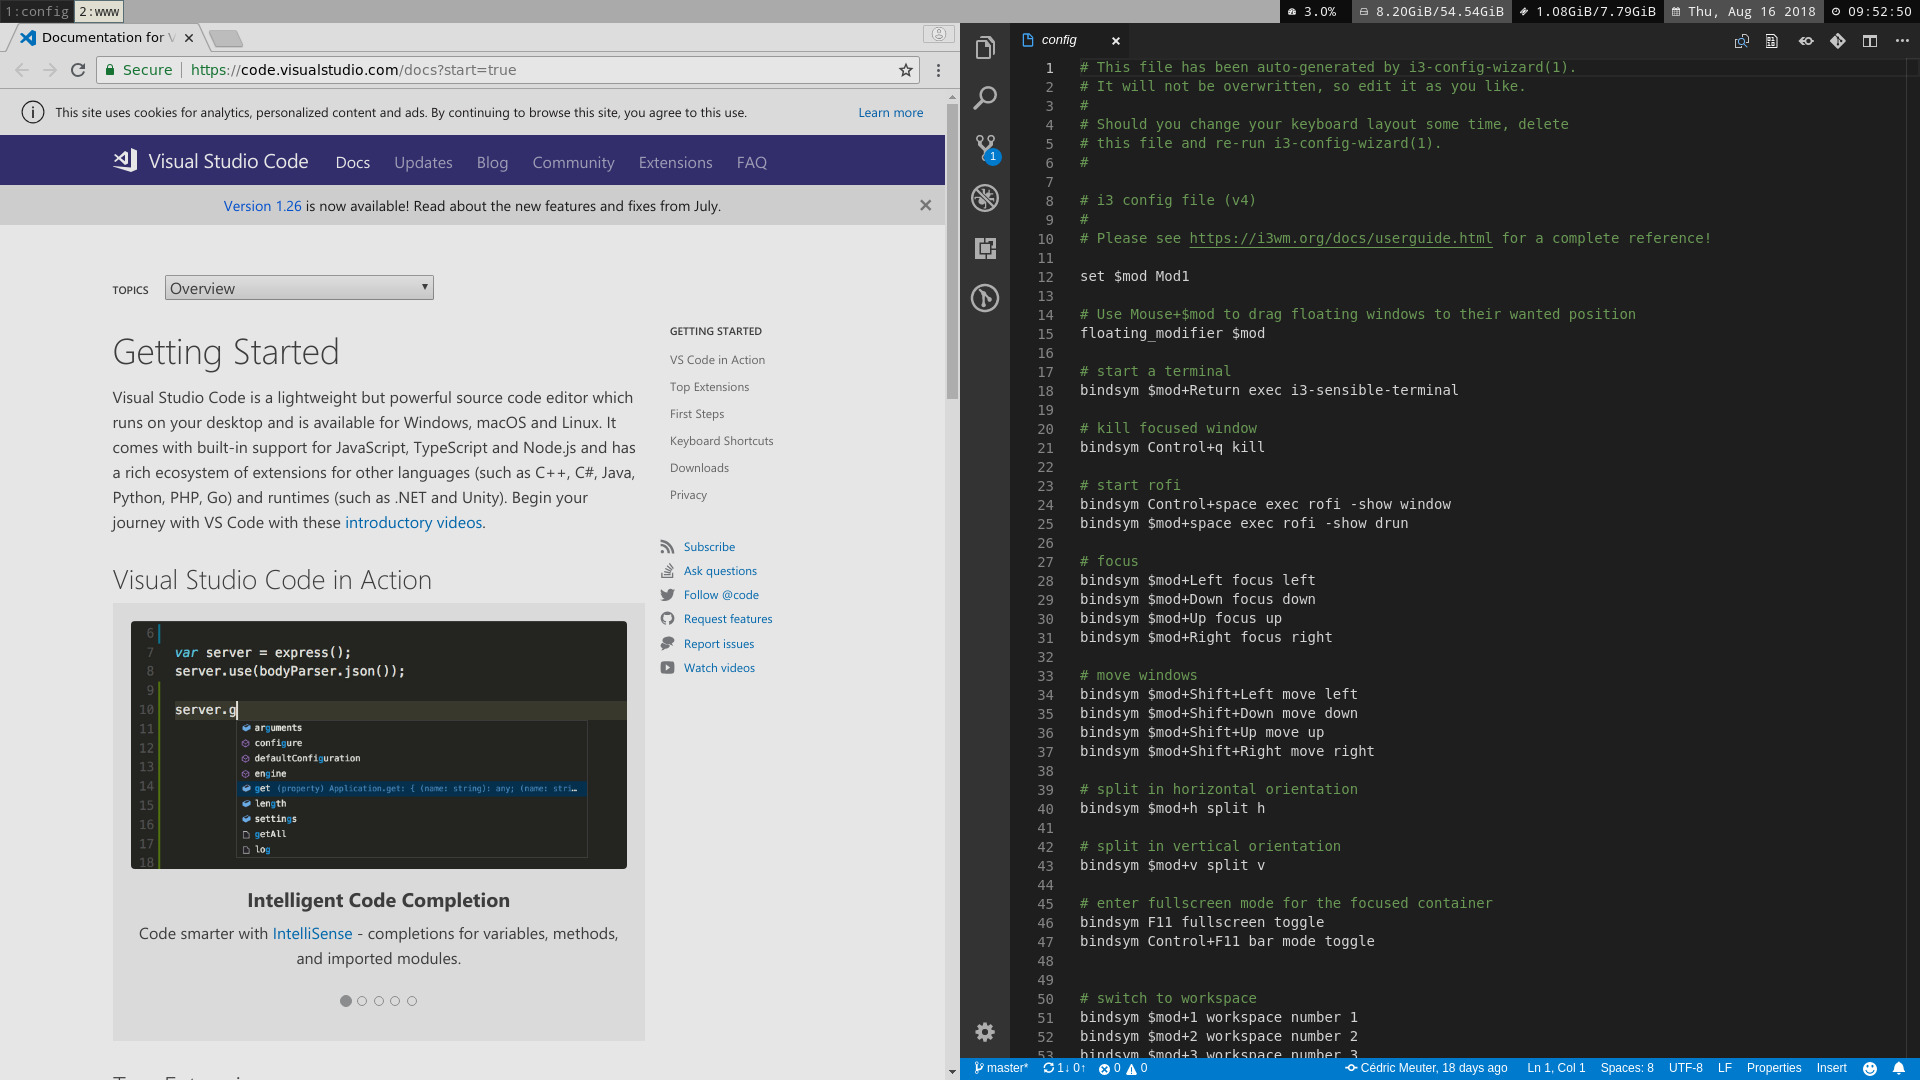 1:config 2:www
3.0% 8.20GiB/54.54GiB 1.08GiB/7.79GiB Thu, Aug 16 2018 09:52:50
Documentation for V
Secure https://code.visualstudio.com/docs?start=true
This site uses cookies for analytics, personalized content and ads. By continuing to browse this site, you agree to this use. Learn more
Visual Studio Code Docs Updates Blog Community Extensions FAQ
Version 1.26 is now available! Read about the new features and fixes from July.
TOPICS Overview
Getting Started
Visual Studio Code is a lightweight but powerful source code editor which
runs on your desktop and is available for Windows, macOS and Linux. It
comes with built-in support for JavaScript, TypeScript and Node.js and has
a rich ecosystem of extensions for other languages (such as C++, C#, Java,
Python, PHP, Go) and runtimes (such as .NET and Unity). Begin your
journey with VS Code with these introductory videos.
Visual Studio Code in Action
6
7 var server = express();
8 server.use(bodyParser.json());
9
10 server.g
11 arguments
configure
12 defaultConfiguration
13 engine
14 get (property) Application.get: { (name: string): any; (name: stri…
15 length
16 settings
17 getAll
18 log
Intelligent Code Completion
Code smarter with IntelliSense - completions for variables, methods,
and imported modules.
GETTING STARTED
VS Code in Action
Top Extensions
First Steps
Keyboard Shortcuts
Downloads
Privacy
Subscribe
Ask questions
Follow @code
Request features
Report issues
Watch videos
config
1
1 # This file has been auto-generated by i3-config-wizard(1).
2 # It will not be overwritten, so edit it as you like.
3 #
4 # Should you change your keyboard layout some time, delete
5 # this file and re-run i3-config-wizard(1).
6 #
7
8 # i3 config file (v4)
9 #
10 # Please see https://i3wm.org/docs/userguide.html for a complete reference!
11
12 set $mod Mod1
13
14 # Use Mouse+$mod to drag floating windows to their wanted position
15 floating_modifier $mod
16
17 # start a terminal
18 bindsym $mod+Return exec i3-sensible-terminal
19
20 # kill focused window
21 bindsym Control+q kill
22
23 # start rofi
24 bindsym Control+space exec rofi -show window
25 bindsym $mod+space exec rofi -show drun
26
27 # focus
28 bindsym $mod+Left focus left
29 bindsym $mod+Down focus down
30 bindsym $mod+Up focus up
31 bindsym $mod+Right focus right
32
33 # move windows
34 bindsym $mod+Shift+Left move left
35 bindsym $mod+Shift+Down move down
36 bindsym $mod+Shift+Up move up
37 bindsym $mod+Shift+Right move right
38
39 # split in horizontal orientation
40 bindsym $mod+h split h
41
42 # split in vertical orientation
43 bindsym $mod+v split v
44
45 # enter fullscreen mode for the focused container
46 bindsym F11 fullscreen toggle
47 bindsym Control+F11 bar mode toggle
48
49
50 # switch to workspace
51 bindsym $mod+1 workspace number 1
52 bindsym $mod+2 workspace number 2
53 bindsym $mod+3 workspace number 3
master* 1↓ 0↑ 0 0 Cédric Meuter, 18 days ago Ln 1, Col 1 Spaces: 8 UTF-8 LF Properties Insert